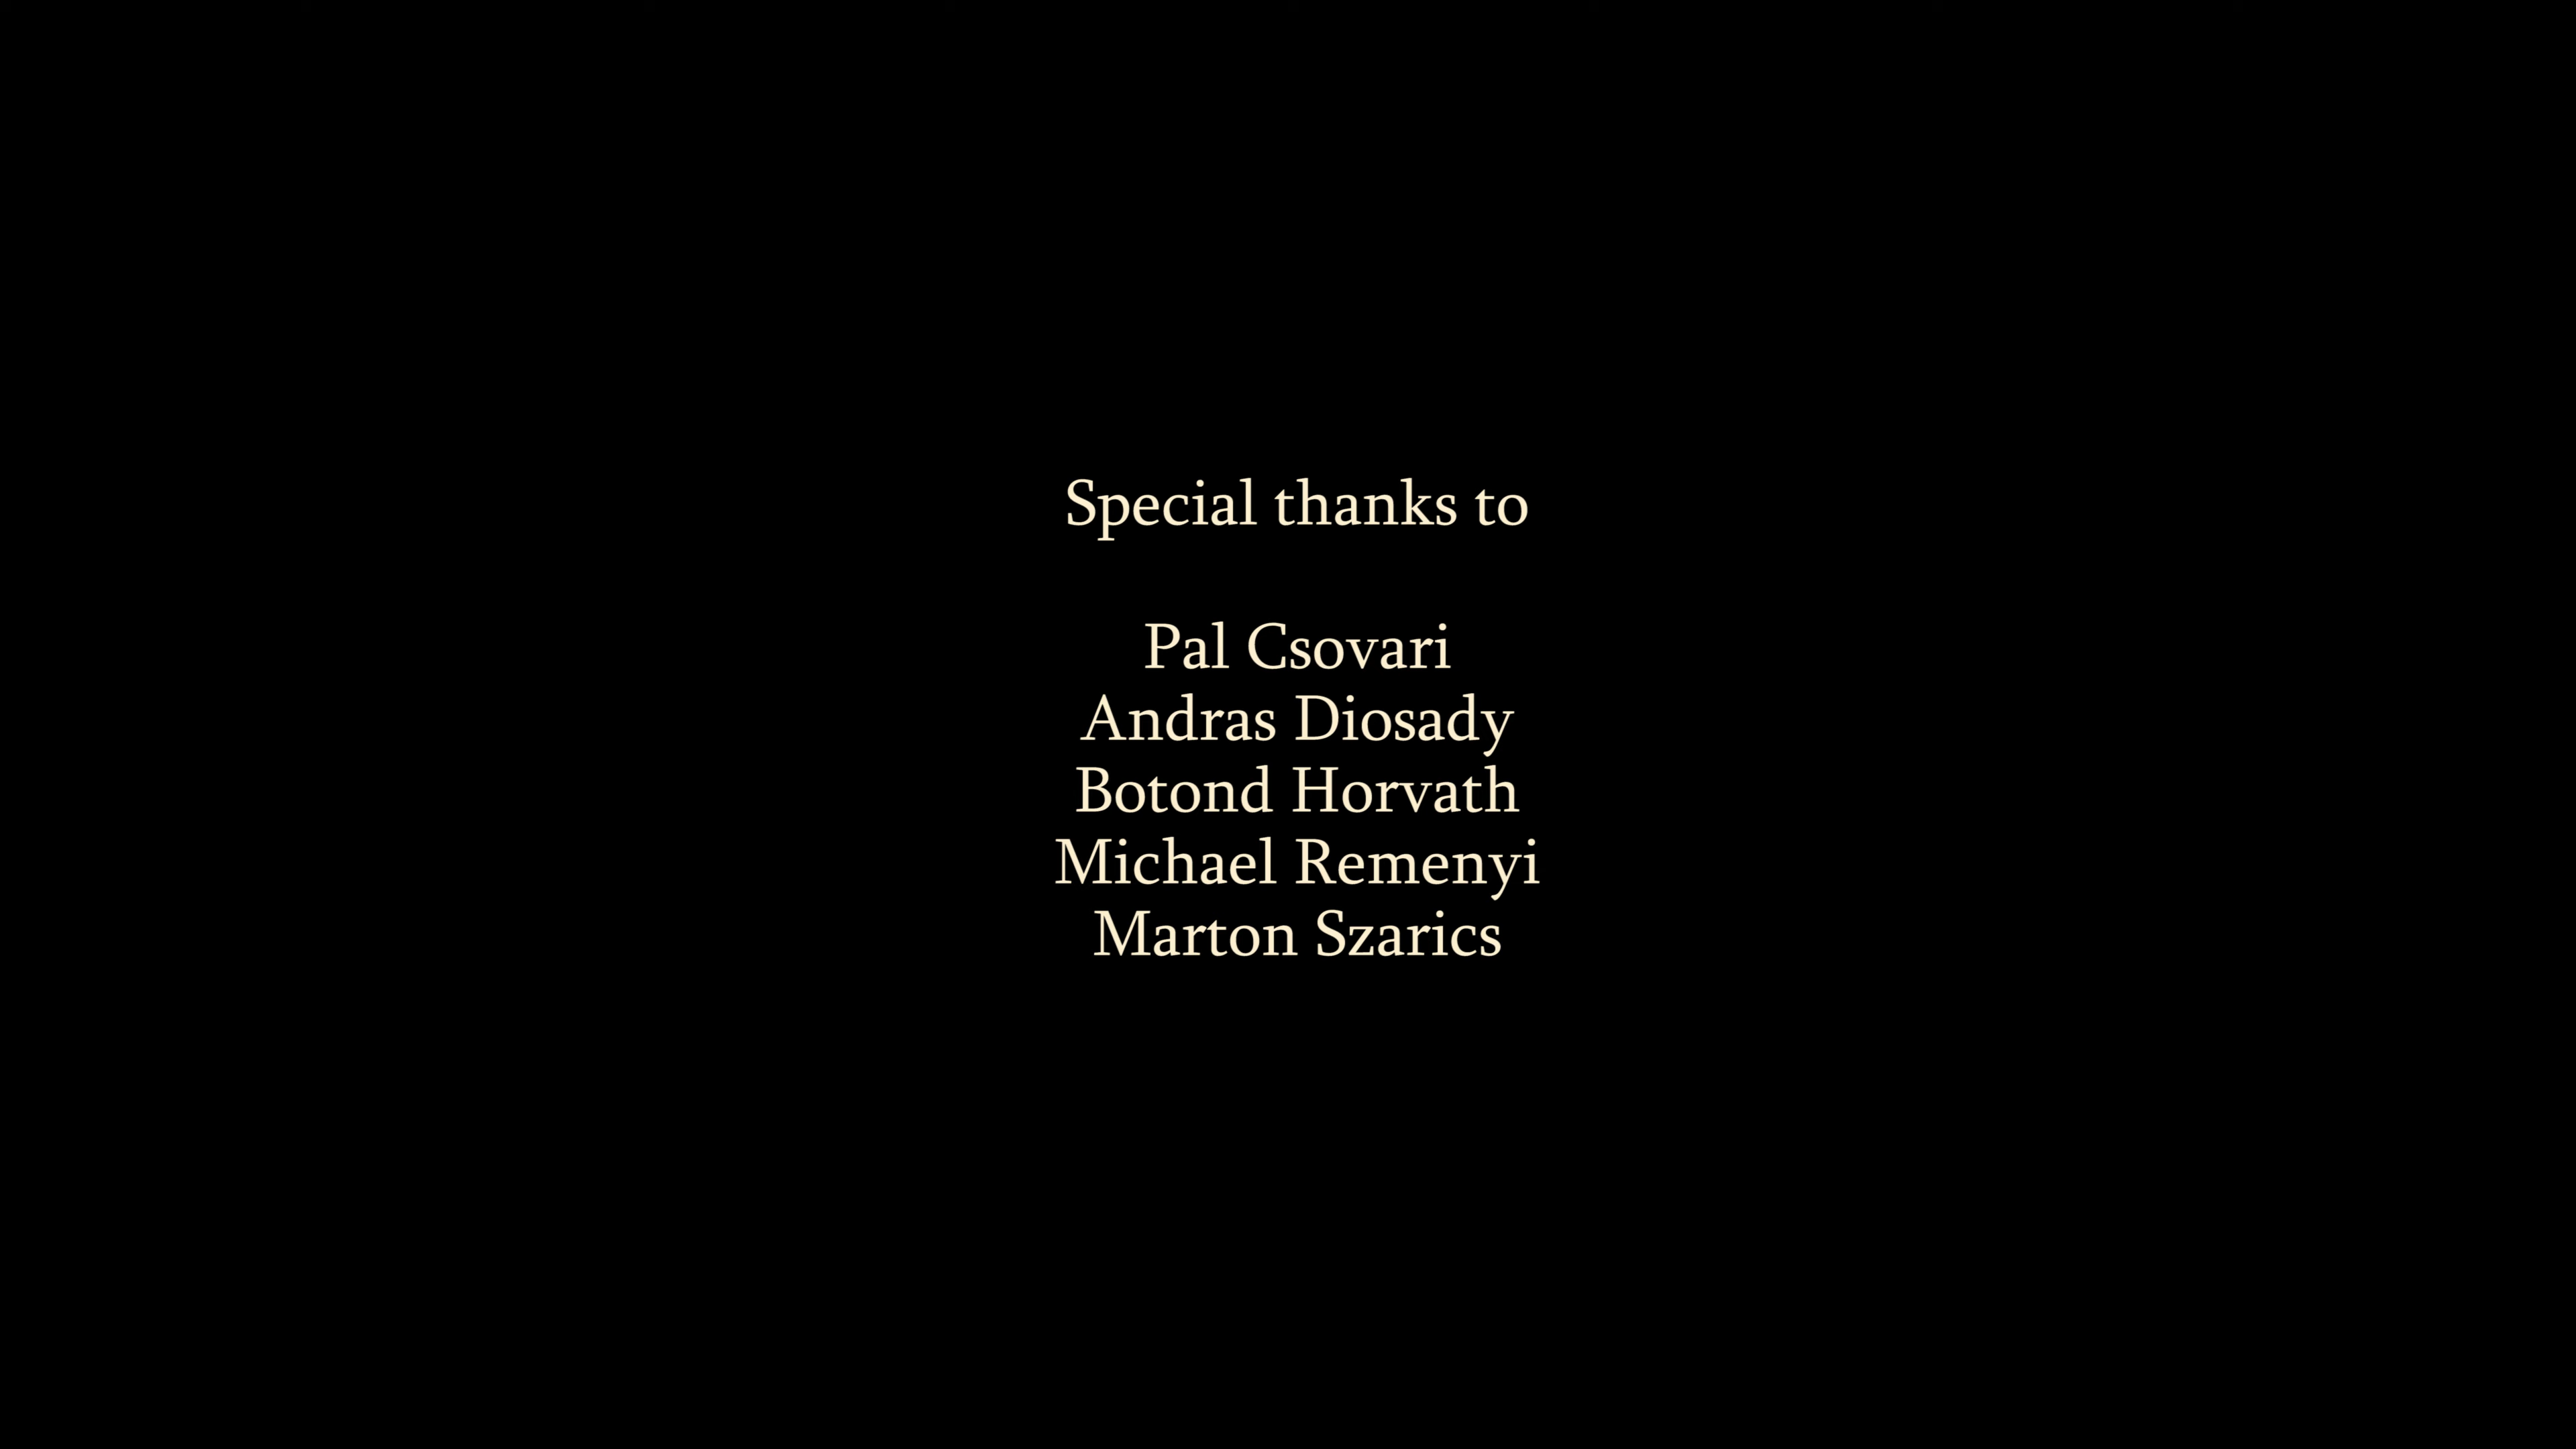 Special thanks to
Pal Csovari
Andras Diosady
Botond Horvath
Michael Remenyi
Marton Szarics